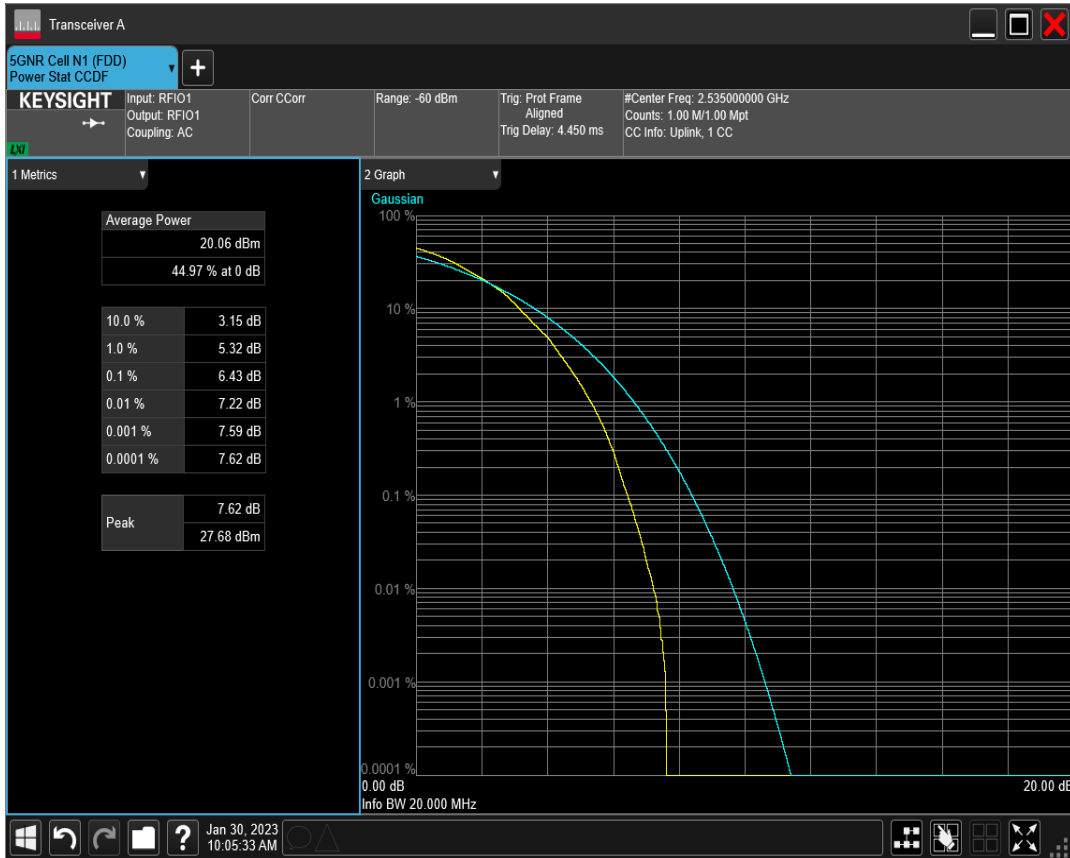 Transceiver A
5GNR Cell N1 (FDD)
Power Stat CCDF
+
KEYSIGHT
LXI
Input: RFIO1
Output: RFIO1
Coupling: AC
Corr CCorr
Range: -60 dBm
Trig: Prot Frame
Aligned
Trig Delay: 4.450 ms
#Center Freq: 2.535000000 GHz
Counts: 1.00 M/1.00 Mpt
CC Info: Uplink, 1 CC
1 Metrics
Average Power
20.06 dBm
44.97 % at 0 dB
10.0 % 3.15 dB
1.0 % 5.32 dB
0.1 % 6.43 dB
0.01 % 7.22 dB
0.001 % 7.59 dB
0.0001 % 7.62 dB
Peak 7.62 dB
27.68 dBm
2 Graph
Gaussian
100 %
10 %
1 %
0.1 %
0.01 %
0.001 %
0.0001 %
0.00 dB 20.00 dB
Info BW 20.000 MHz
? Jan 30, 2023
10:05:33 AM